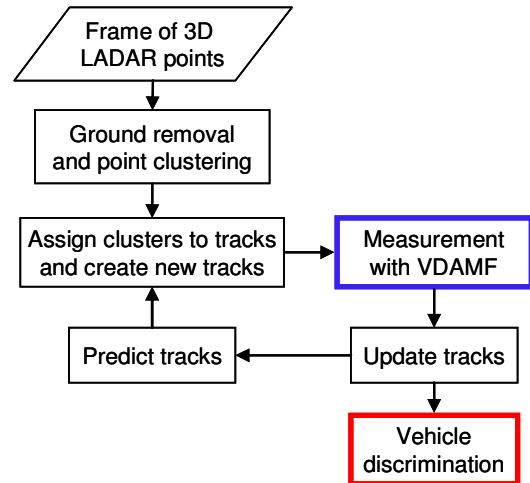 Frame of 3D
LADAR points
Ground removal
and point clustering
Assign clusters to tracks
and create new tracks
Measurement
with VDAMF
Predict tracks
Update tracks
Vehicle
discrimination